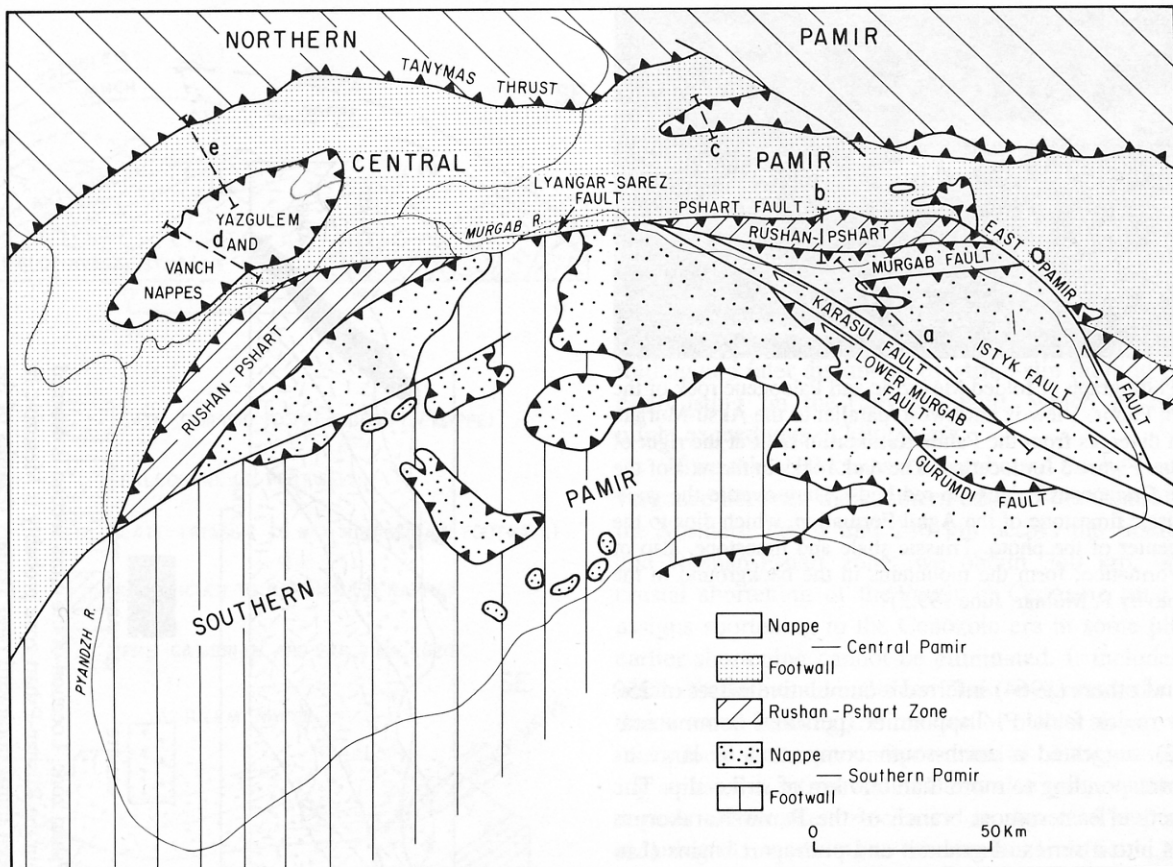 NORTHERN
PAMIR
TANYMAS
THRUST
e
c
CENTRAL
PAMIR
LYANGAR-SAREZ
FAULT
b
PSHART FAULT
MURGAB R.
RUSHAN-PSHART
EAST
PAMIR
FAULT
YAZGULEM
d AND
VANCH
NAPPES
MURGAB FAULT
KARASUI FAULT
a
ISTYK FAULT
LOWER MURGAB
FAULT
RUSHAN-PSHART
GURUMDI FAULT
PAMIR
SOUTHERN
PYANDZH R.
Nappe
Central Pamir
Footwall
Rushan-Pshart Zone
Nappe
Southern Pamir
Footwall
0 50 Km